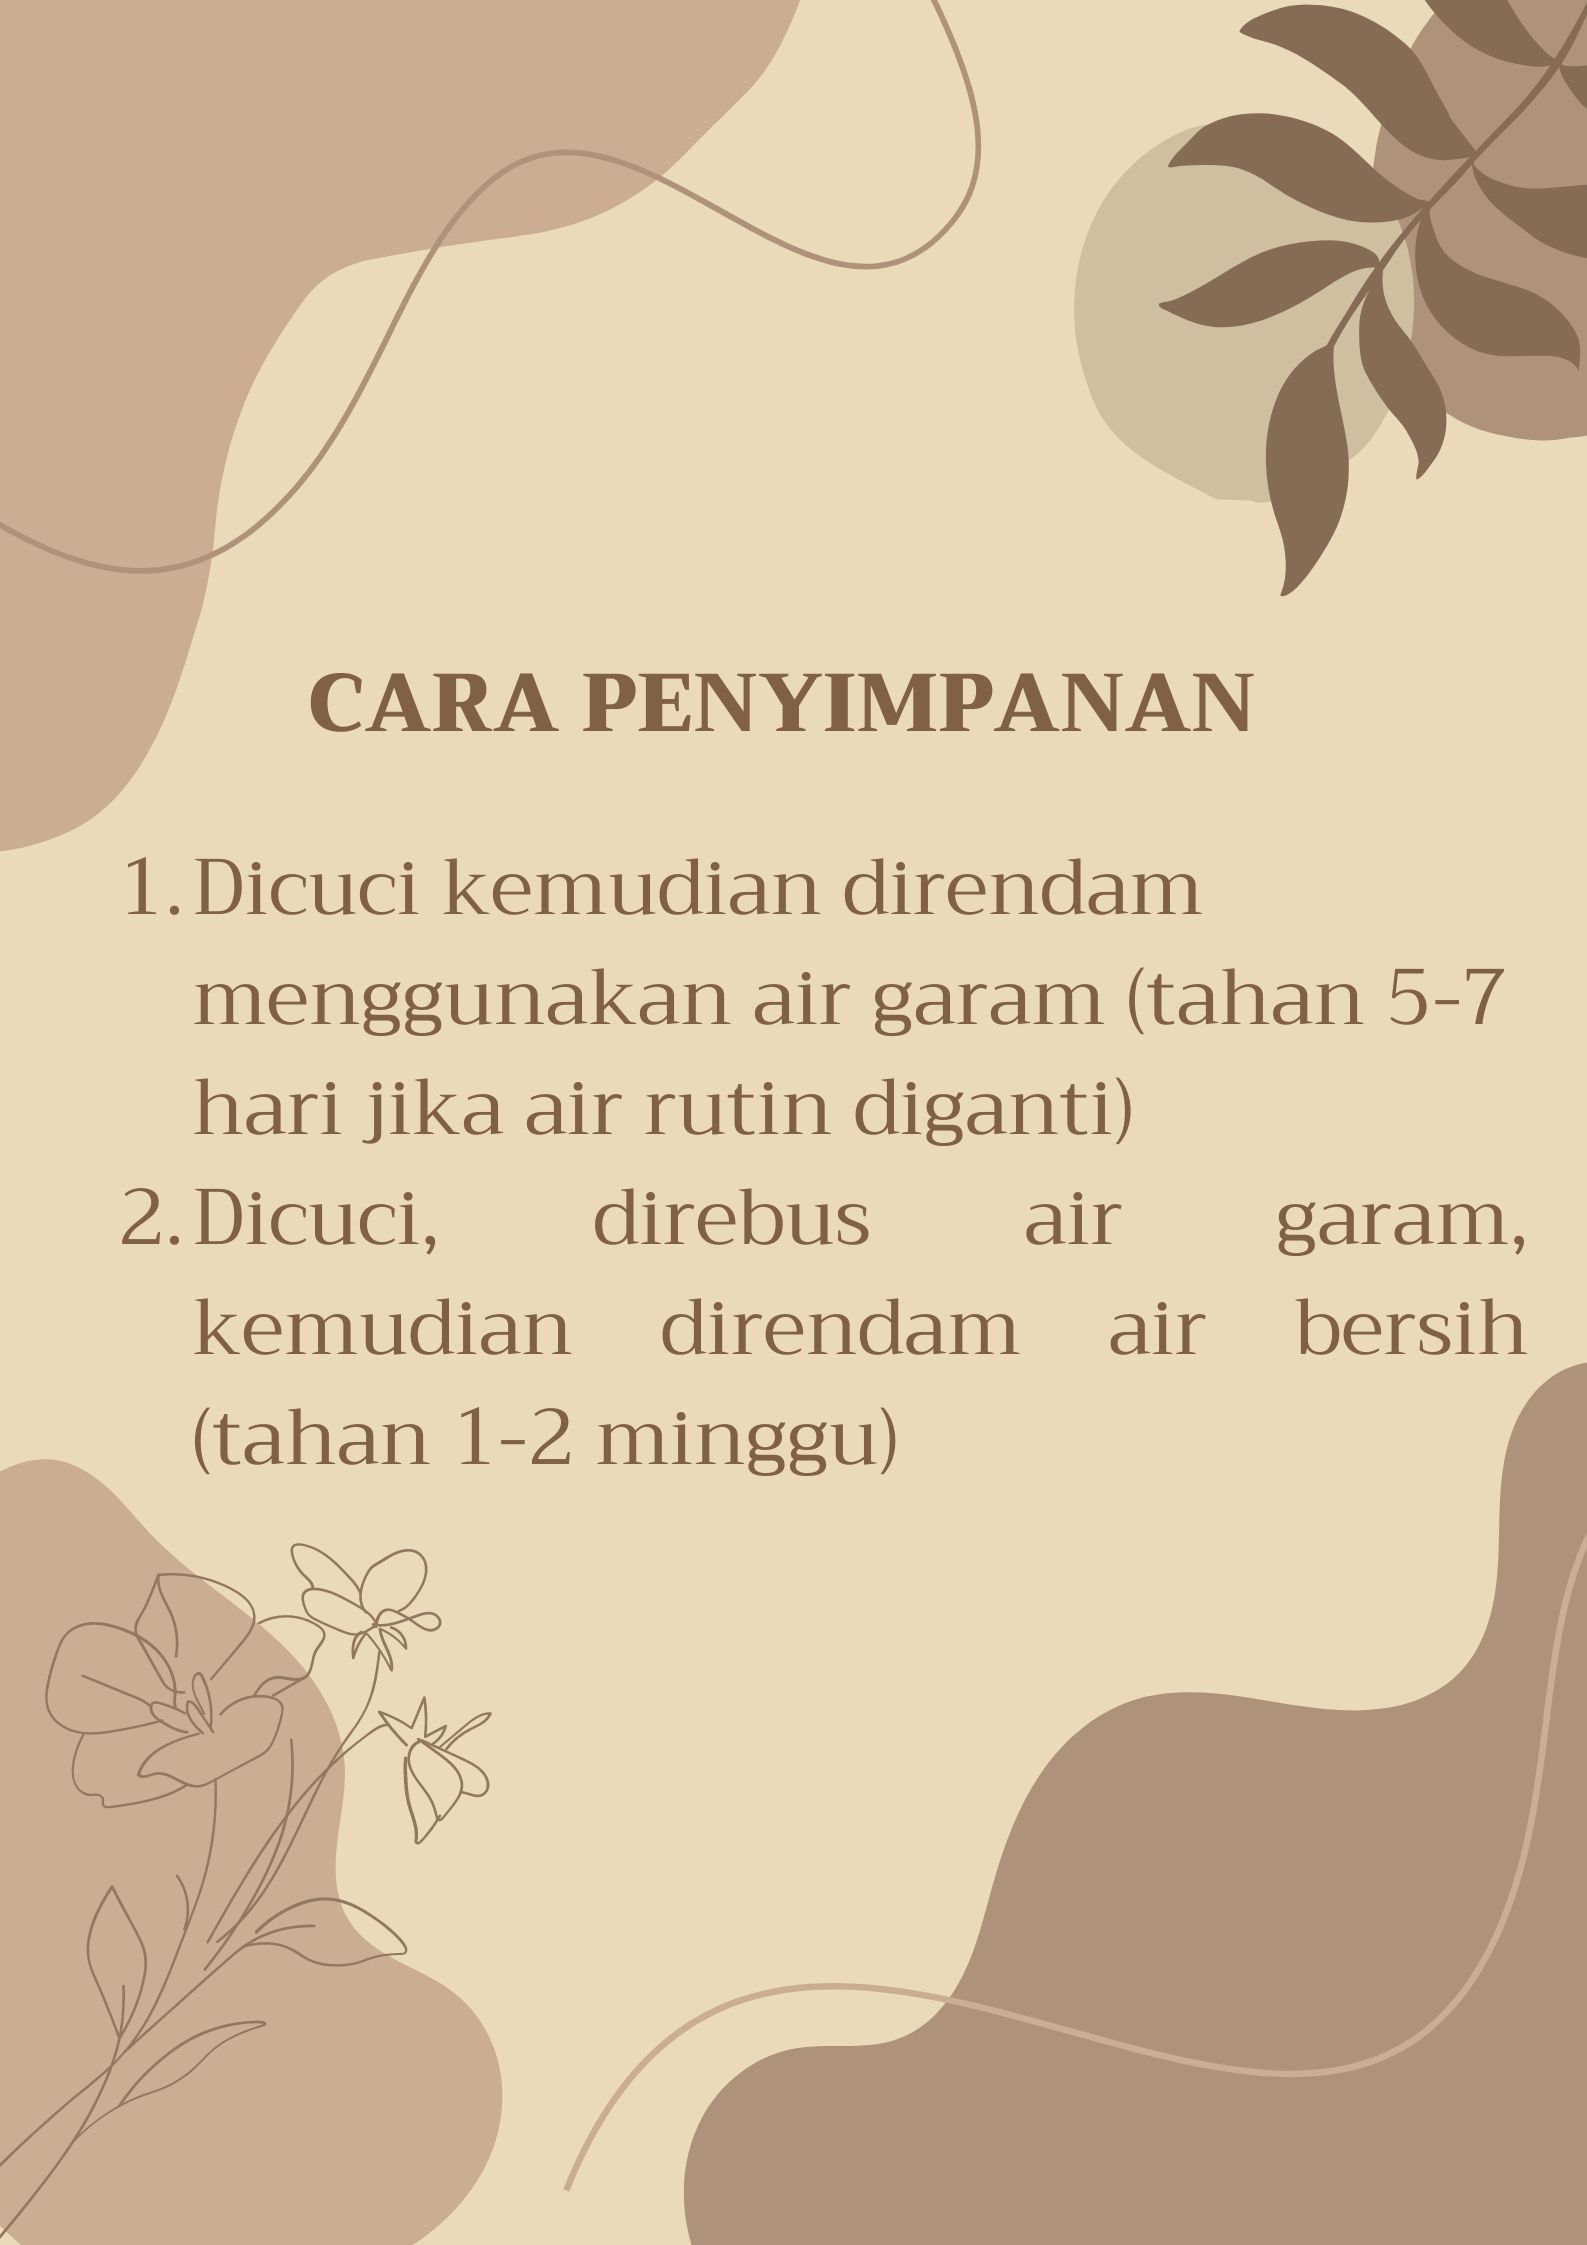 CARA PENYIMPANAN
1. Dicuci kemudian direndam
menggunakan air garam (tahan 5-7
hari jika air rutin diganti)
2. Dicuci, direbus air garam,
kemudian direndam air bersih
(tahan 1-2 minggu)